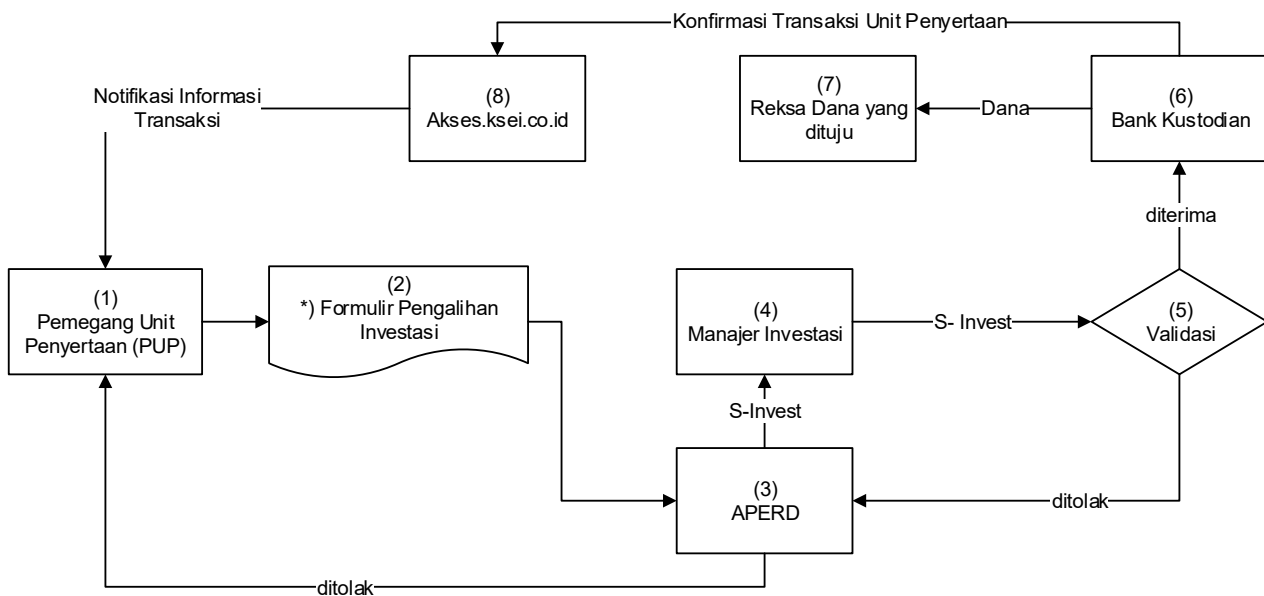 Konfirmasi Transaksi Unit Penyertaan
Notifikasi Informasi
Transaksi
(8)
Akses.ksei.co.id
(7)
Reksa Dana yang
dituju
Dana
(6)
Bank Kustodian
diterima
(1)
Pemegang Unit
Penyertaan (PUP)
(2)
*) Formulir Pengalihan
Investasi
(4)
Manajer Investasi
S- Invest
(5)
Validasi
S-Invest
(3)
APERD
ditolak
ditolak